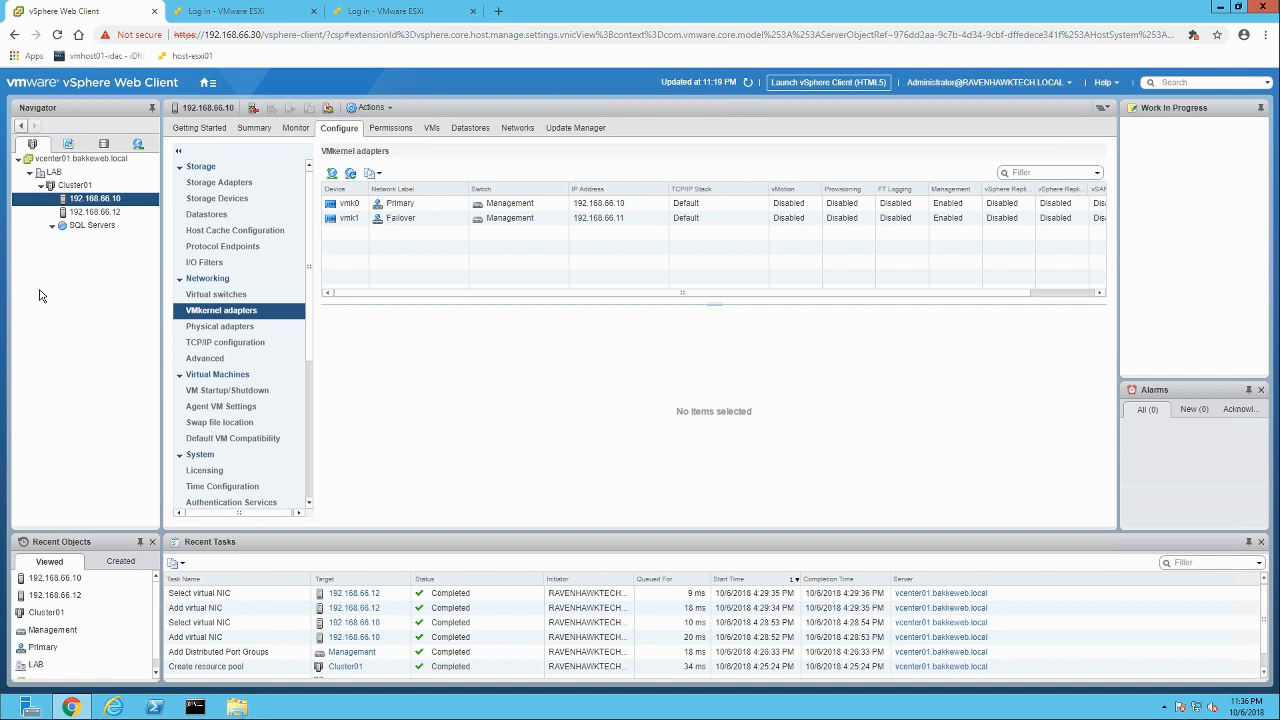 vSphere Web Client
Log in - VMware ESXi
Log in - VMware ESXi
Not secure
https://192.168.66.30/vsphere-client/?csp#extensionId%3Dvsphere.core.host.manage.settings.vnicView%3Bcontext%3Dcom.vmware.core.model%253A%253AServerObjectRef~976dd2aa-9c7b-4d34-9cbf-dffedece341f%253AHostSystem%253A...
Apps
vmhost01-idac - iDRA
host-esxi01
vmware® vSphere Web Client
Updated at 11:19 PM
Launch vSphere Client (HTML5)
Administrator@RAVENHAWKTECH.LOCAL
Help
Search
Navigator
vcenter01.bakkeweb.local
LAB
Cluster01
192.168.66.10
192.168.66.12
SQL Servers
192.168.66.10
Actions
Getting Started
Summary
Monitor
Configure
Permissions
VMs
Datastores
Networks
Update Manager
Storage
Storage Adapters
Storage Devices
Datastores
Host Cache Configuration
Protocol Endpoints
I/O Filters
Networking
Virtual switches
VMkernel adapters
Physical adapters
TCP/IP configuration
Advanced
Virtual Machines
VM Startup/Shutdown
Agent VM Settings
Swap file location
Default VM Compatibility
System
Licensing
Time Configuration
Authentication Services
VMkernel adapters
Filter
Device Network Label Switch IP Address TCP/IP Stack vMotion Provisioning FT Logging Management vSphere Repli... vSphere Repli... vSAN
vmk0 Primary Management 192.168.66.10 Default Disabled Disabled Disabled Enabled Disabled Disabled Dis
vmk1 Failover Management 192.168.66.11 Default Disabled Disabled Disabled Enabled Disabled Disabled Dis
No items selected
Work In Progress
Alarms
All (0)
New (0)
Acknowl...
Recent Objects
Viewed
Created
192.168.66.10
192.168.66.12
Cluster01
Management
Primary
LAB
Recent Tasks
Filter
Task Name Target Status Initiator Queued For Start Time 1 Completion Time Server
Select virtual NIC 192.168.66.12 Completed RAVENHAWKTECH... 9 ms 10/6/2018 4:29:35 PM 10/6/2018 4:29:36 PM vcenter01.bakkeweb.local
Add virtual NIC 192.168.66.12 Completed RAVENHAWKTECH... 18 ms 10/6/2018 4:29:34 PM 10/6/2018 4:29:35 PM vcenter01.bakkeweb.local
Select virtual NIC 192.168.66.10 Completed RAVENHAWKTECH... 10 ms 10/6/2018 4:28:53 PM 10/6/2018 4:28:54 PM vcenter01.bakkeweb.local
Add virtual NIC 192.168.66.10 Completed RAVENHAWKTECH... 20 ms 10/6/2018 4:28:52 PM 10/6/2018 4:28:53 PM vcenter01.bakkeweb.local
Add Distributed Port Groups Management Completed RAVENHAWKTECH... 18 ms 10/6/2018 4:26:33 PM 10/6/2018 4:26:33 PM vcenter01.bakkeweb.local
Create resource pool Cluster01 Completed RAVENHAWKTECH... 34 ms 10/6/2018 4:25:24 PM 10/6/2018 4:25:24 PM vcenter01.bakkeweb.local
11:36 PM
10/6/2018